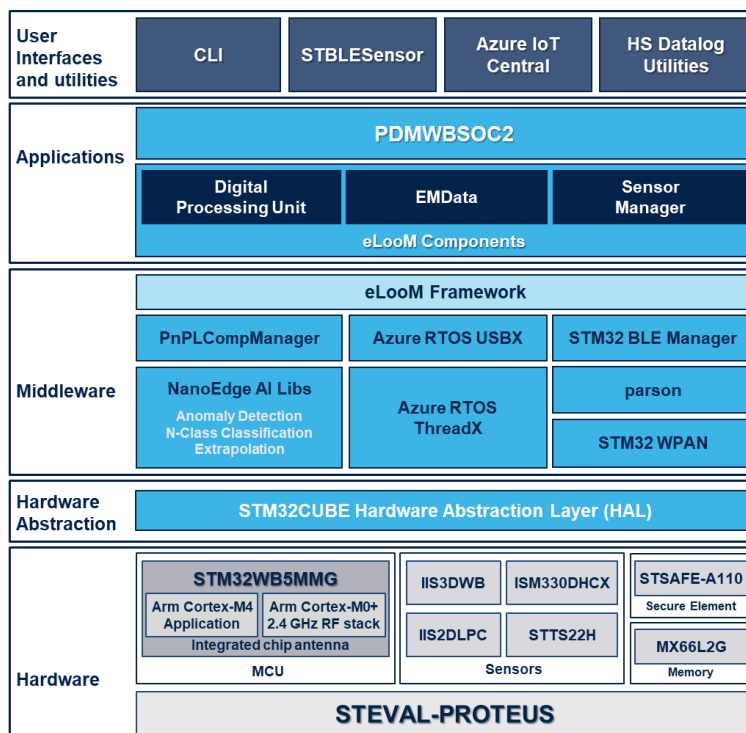 User
Interfaces
and utilities
CLI
STBLESensor
Azure IoT
Central
HS Datalog
Utilities
Applications
PDMWBSOC2
Digital
Processing Unit
EMData
Sensor
Manager
eLooM Components
Middleware
eLooM Framework
PnPLCompManager
Azure RTOS USBX
STM32 BLE Manager
NanoEdge AI Libs
Anomaly Detection
N-Class Classification
Extrapolation
Azure RTOS
ThreadX
parson
STM32 WPAN
Hardware
Abstraction
STM32CUBE Hardware Abstraction Layer (HAL)
Hardware
STM32WB5MMG
Arm Cortex-M4
Application
Arm Cortex-M0+
2.4 GHz RF stack
Integrated chip antenna
MCU
IIS3DWB
ISM330DHCX
IIS2DLPC
STTS22H
Sensors
STSAFE-A110
Secure Element
MX66L2G
Memory
STEVAL-PROTEUS